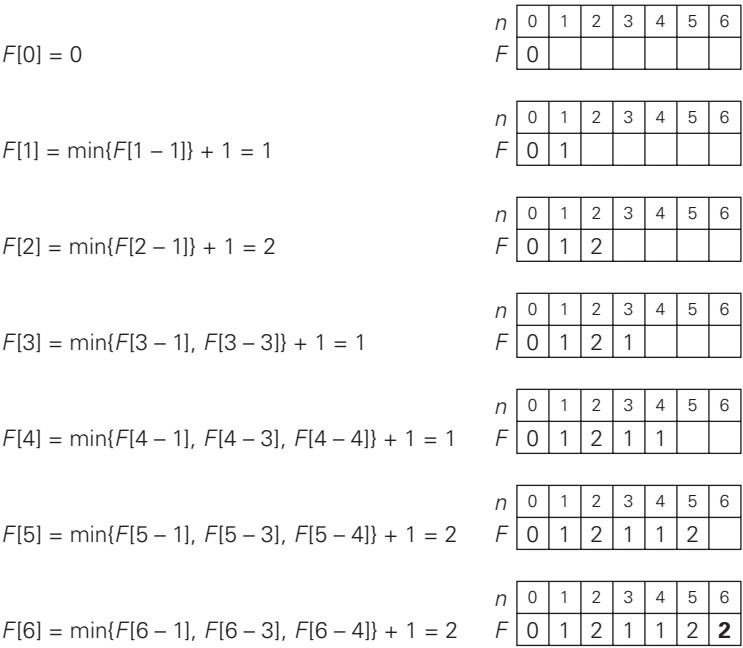 n 0 1 2 3 4 5 6
F[0] = 0 F 0
n 0 1 2 3 4 5 6
F[1] = min{F[1 – 1]} + 1 = 1 F 0 1
n 0 1 2 3 4 5 6
F[2] = min{F[2 – 1]} + 1 = 2 F 0 1 2
n 0 1 2 3 4 5 6
F[3] = min{F[3 – 1], F[3 – 3]} + 1 = 1 F 0 1 2 1
n 0 1 2 3 4 5 6
F[4] = min{F[4 – 1], F[4 – 3], F[4 – 4]} + 1 = 1 F 0 1 2 1 1
n 0 1 2 3 4 5 6
F[5] = min{F[5 – 1], F[5 – 3], F[5 – 4]} + 1 = 2 F 0 1 2 1 1 2
n 0 1 2 3 4 5 6
F[6] = min{F[6 – 1], F[6 – 3], F[6 – 4]} + 1 = 2 F 0 1 2 1 1 2 2